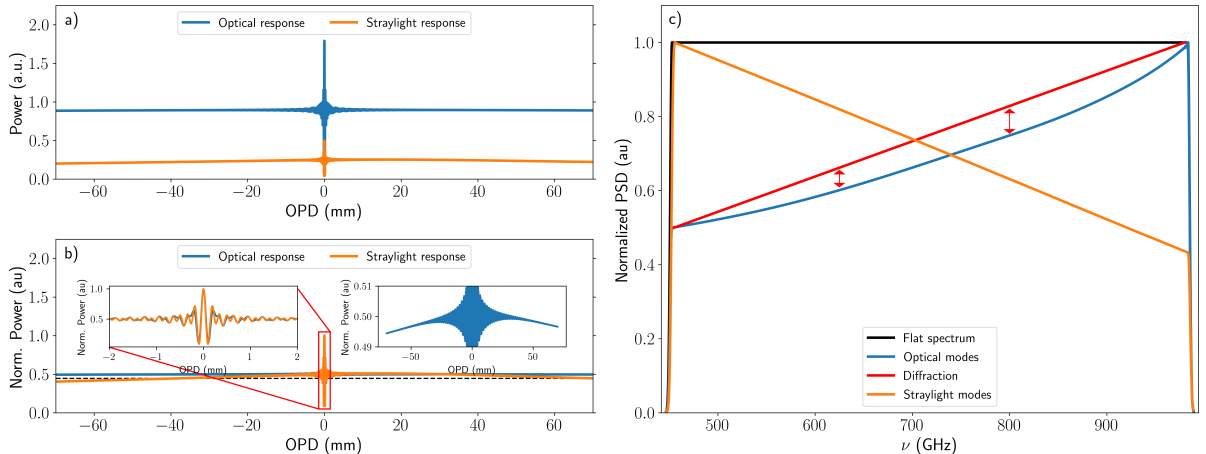 a)
Optical response
Straylight response
2.0
1.5
1.0
0.5
0.0
Power (a.u.)
−60
−40
−20
0
20
40
60
OPD (mm)
b)
Optical response
Straylight response
2.0
1.5
1.0
0.5
0.0
Norm. Power (au)
1.0
0.5
Norm. Power (au)
−2
−1
0
1
2
OPD (mm)
0.51
0.50
0.49
Norm. Power (au)
−50
0
50
OPD (mm)
−60
−40
−20
0
20
40
60
OPD (mm)
c)
1.0
0.8
0.6
0.4
0.2
0.0
Normalized PSD (au)
Flat spectrum
Optical modes
Diffraction
Straylight modes
500
600
700
800
900
ν (GHz)